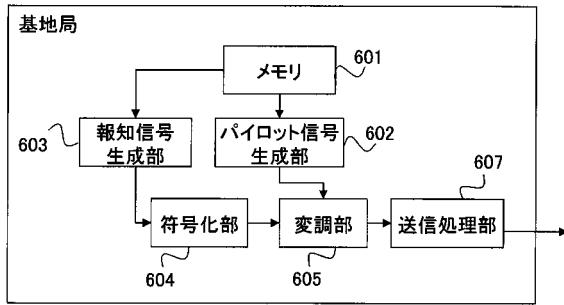 基地局
メモリ
601
報知信号
生成部
603
パイロット信号
生成部
602
607
符号化部
変調部
送信処理部
604
605